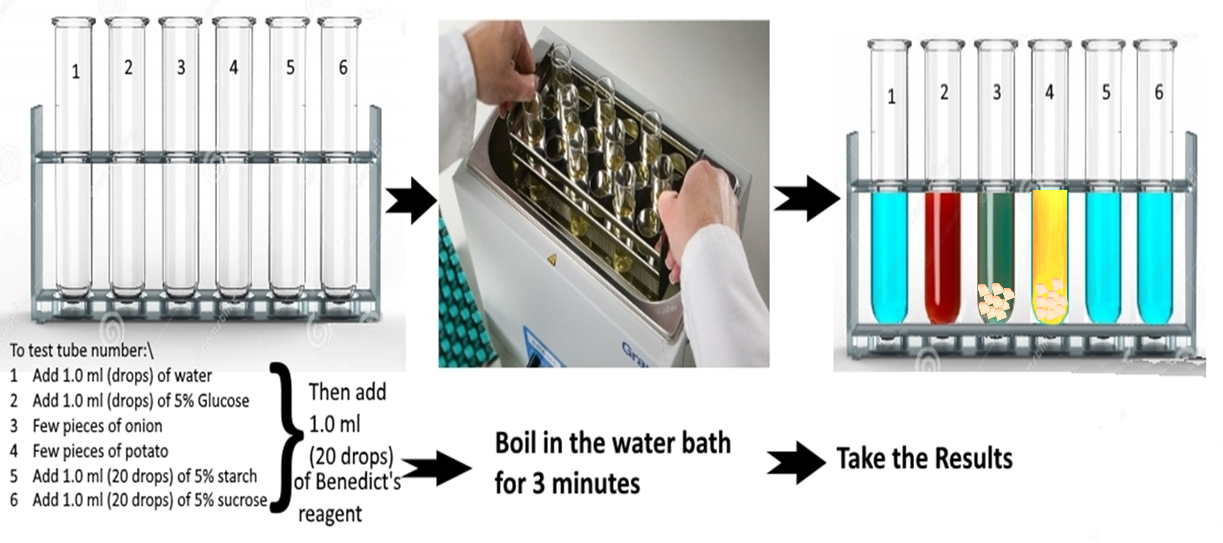 1 2 3 4 5 6
1 2 3 4 5 6
To test tube number:\
1 Add 1.0 ml (drops) of water
2 Add 1.0 ml (drops) of 5% Glucose
3 Few pieces of onion
4 Few pieces of potato
5 Add 1.0 ml (20 drops) of 5% starch
6 Add 1.0 ml (20 drops) of 5% sucrose
Then add
1.0 ml
(20 drops)
of Benedict's
reagent
Boil in the water bath
for 3 minutes
Take the Results